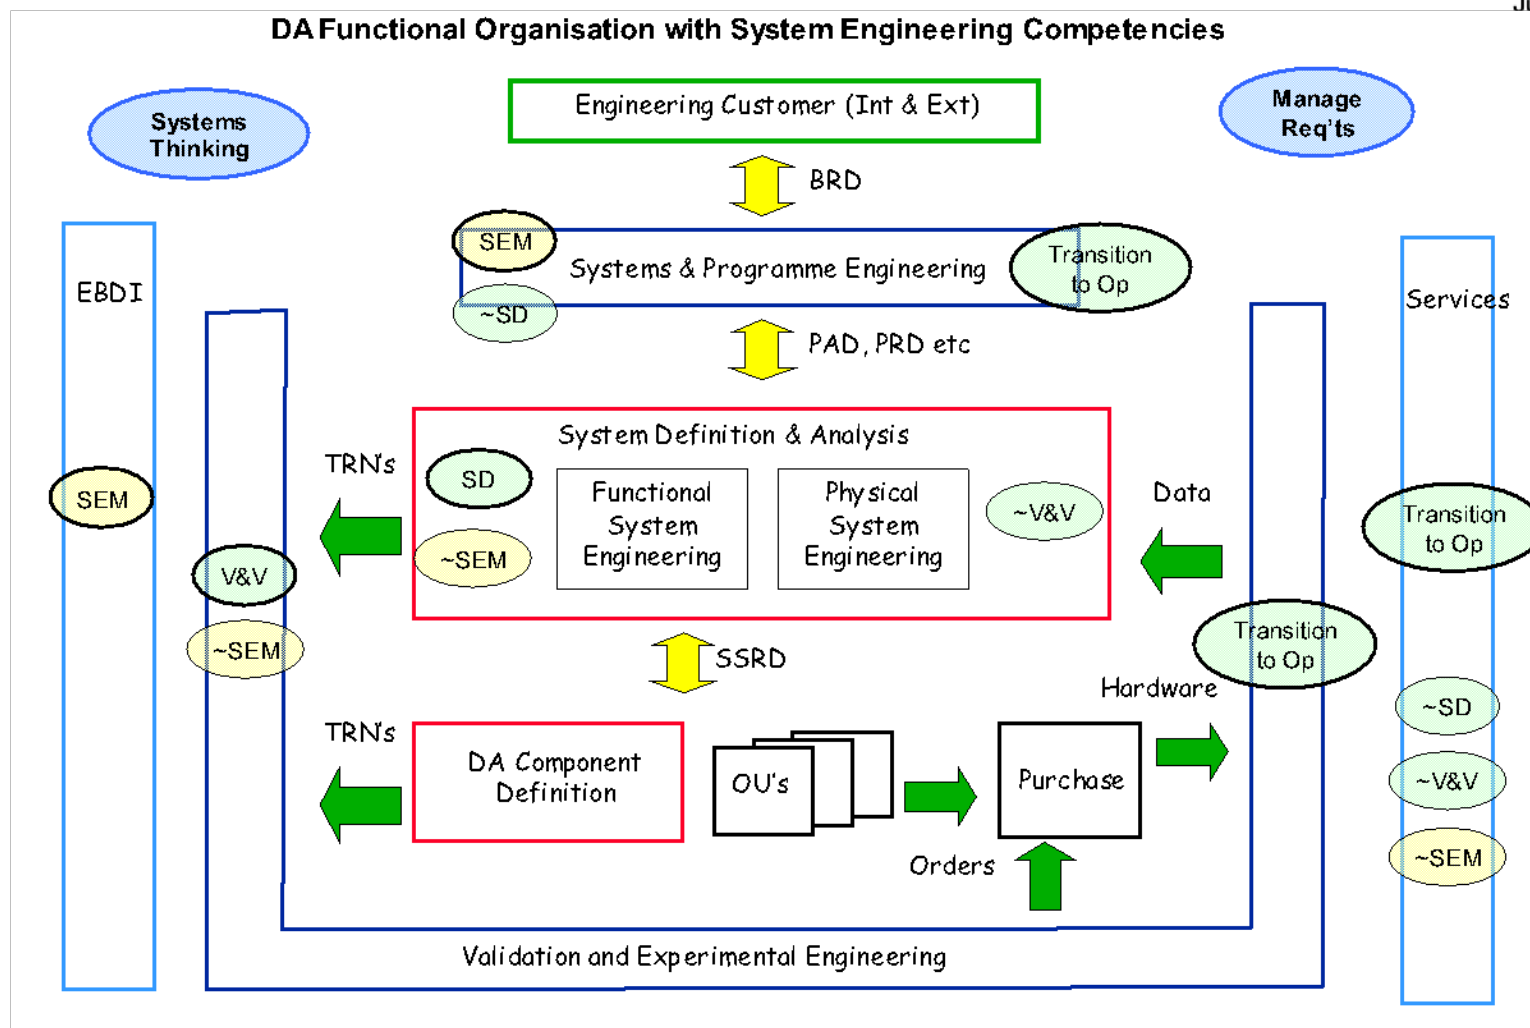 DA Functional Organisation with System Engineering Competencies
Systems
Thinking
Engineering Customer (Int & Ext)
Manage
Req'ts
BRD
SEM
Systems & Programme Engineering
Transition
to Op
~SD
EBDI
Services
PAD, PRD etc
System Definition & Analysis
TRN's
SD
Functional
System
Engineering
Physical
System
Engineering
~V&V
Data
SEM
~SEM
Transition
to Op
V&V
~SEM
Transition
to Op
SSRD
Hardware
~SD
TRN's
DA Component
Definition
OU's
Purchase
~V&V
Orders
~SEM
Validation and Experimental Engineering